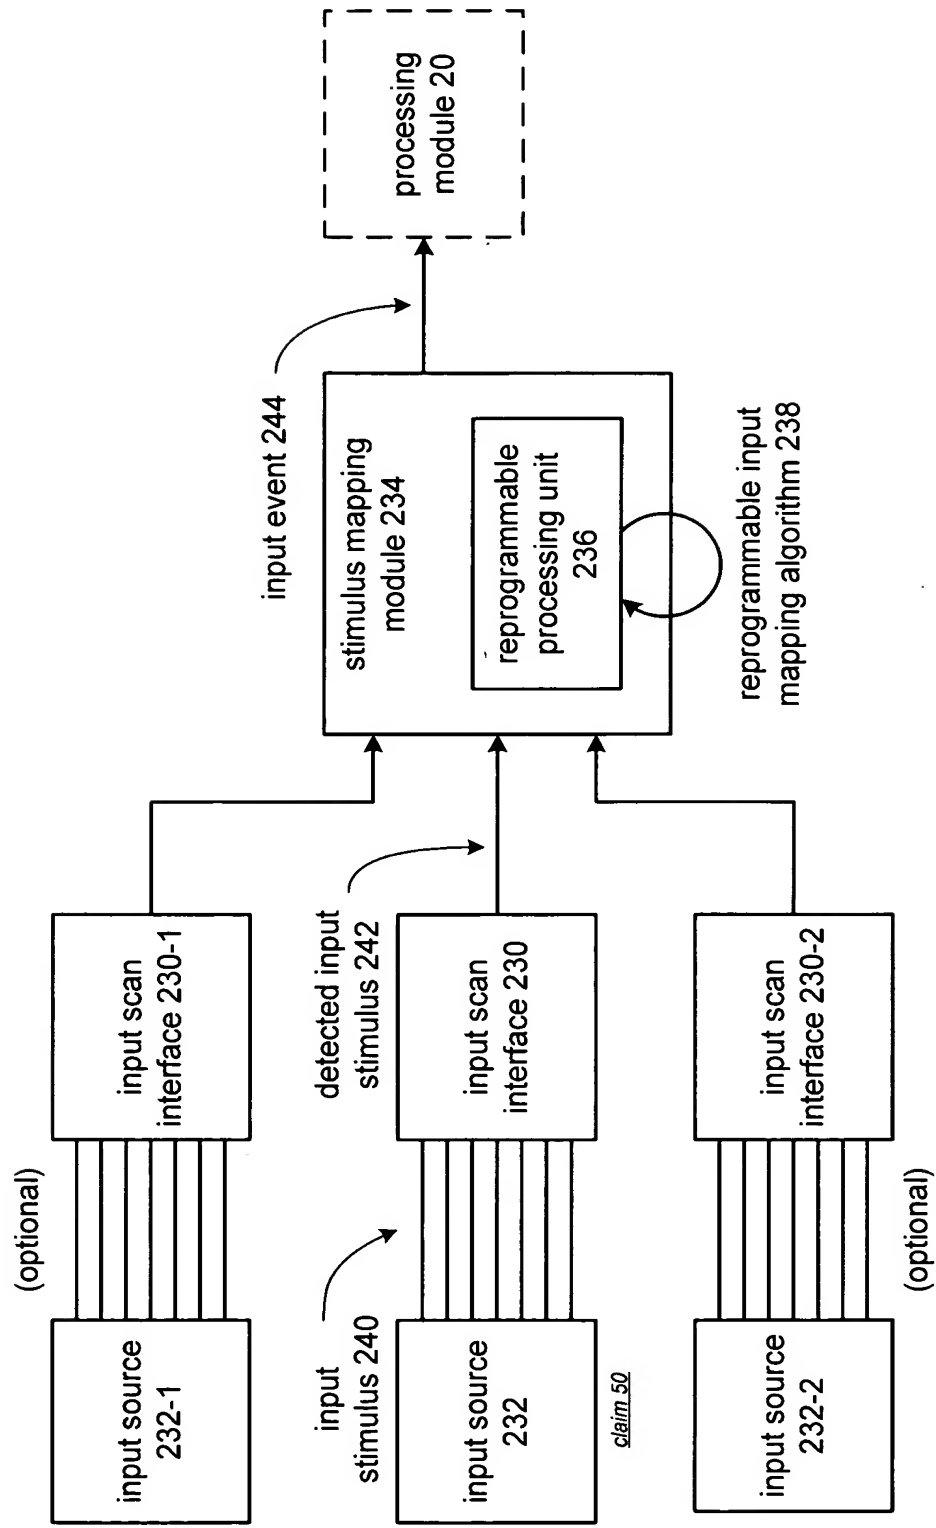 (optional)
input source
232-1
input scan
interface 230-1
input
stimulus 240
detected input
stimulus 242
input event 244
input source
232
input scan
interface 230
stimulus mapping
module 234
reprogrammable
processing unit
236
processing
module 20
claim 50
reprogrammable input
mapping algorithm 238
input source
232-2
input scan
interface 230-2
(optional)